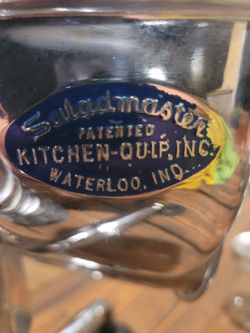 Saladmaster
PATENTED
KITCHEN-QUIP, INC.
WATERLOO, IND.